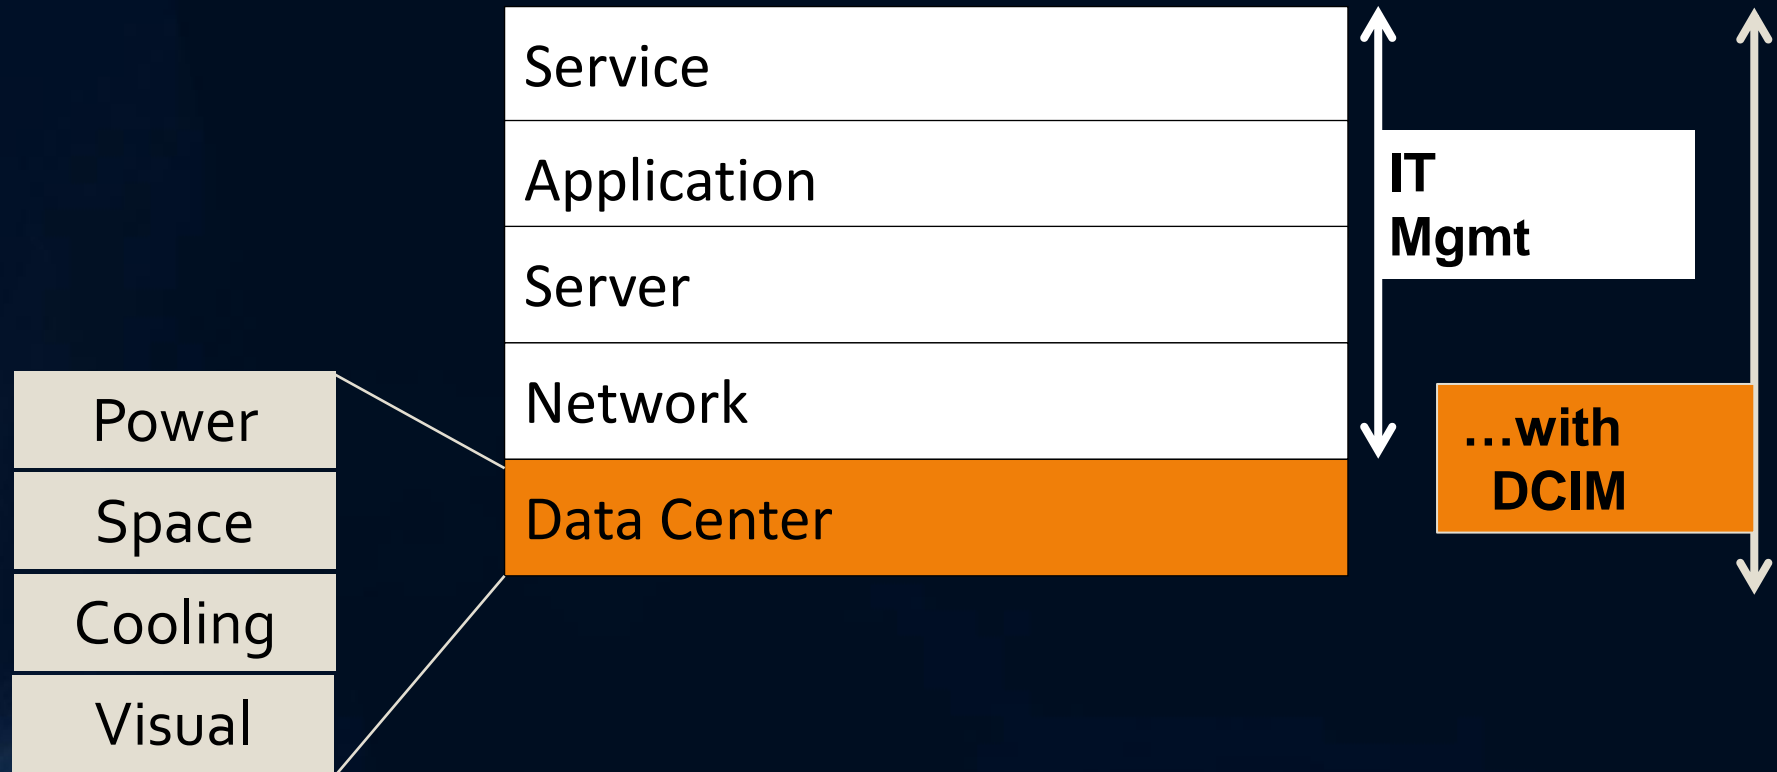 Service
Application
Server
Network
Data Center
IT
Mgmt
…with
DCIM
Power
Space
Cooling
Visual